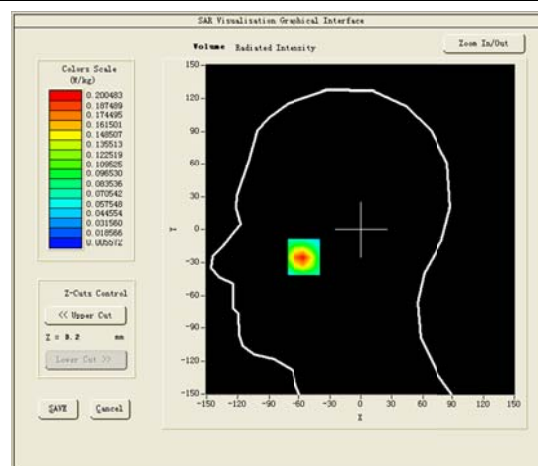 SAR Visualisation Graphical Interface
Volume Radiated Intensity
Zoom In/Out
Colors Scale
(W/kg)
0.200483
0.187489
0.174495
0.161501
0.148507
0.135513
0.122519
0.109525
0.096530
0.083536
0.070542
0.057548
0.044554
0.031560
0.018566
0.005572
Z-Cuts Control
<< Upper Cut
Z = 8.2 mm
Lower Cut >>
SAVE Cancel
150
120
90
60
30
0
-30
-60
-90
-120
-150
Y
-150 -120 -90 -60 -30 0 30 60 90 120 150
X